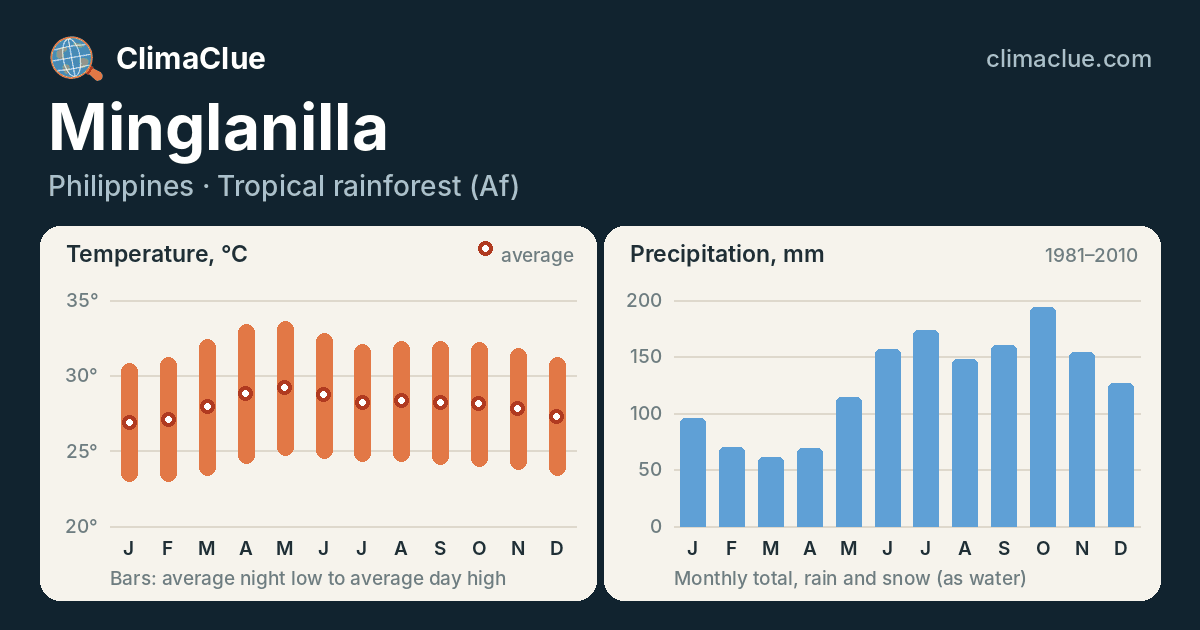 ClimaClue
climaclue.com
Minglanilla
Philippines · Tropical rainforest (Af)
Temperature, °C
average
35°
30°
25°
20°
J F M A M J J A S O N D
Bars: average night low to average day high
Precipitation, mm
1981–2010
200
150
100
50
0
J F M A M J J A S O N D
Monthly total, rain and snow (as water)